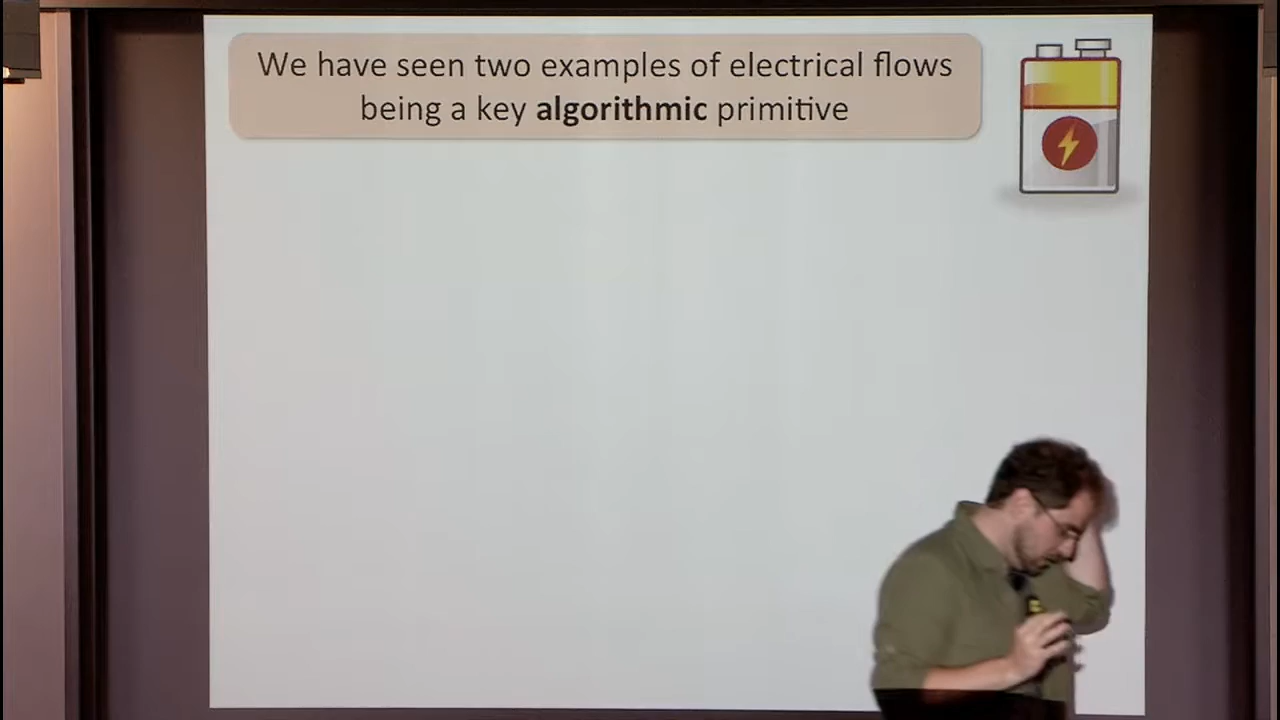 We have seen two examples of electrical flows
being a key algorithmic primitive